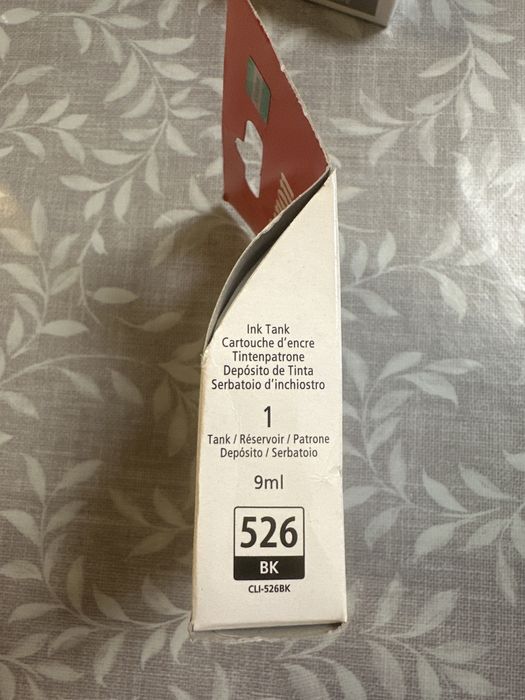 Ink Tank
Cartouche d'encre
Tintenpatrone
Depósito de Tinta
Serbatoio d'inchiostro
1
Tank / Réservoir / Patrone
Depósito / Serbatoio
9ml
526
BK
CLI-526BK